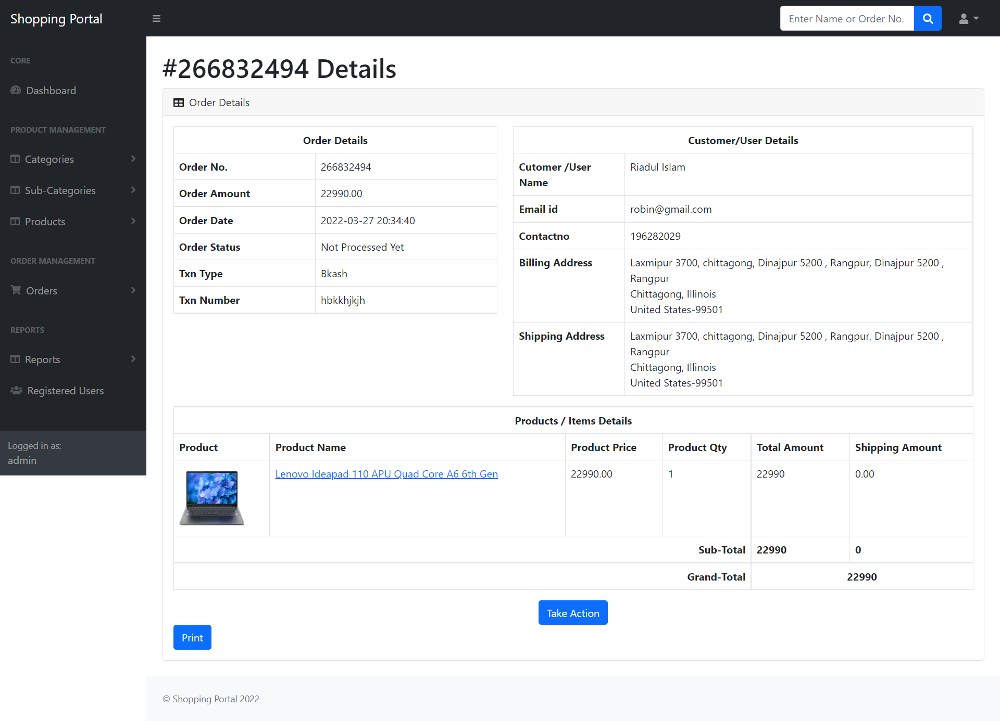 Shopping Portal
Enter Name or Order No.
CORE
Dashboard
PRODUCT MANAGEMENT
Categories
Sub-Categories
Products
ORDER MANAGEMENT
Orders
REPORTS
Reports
Registered Users
Logged in as:
admin
#266832494 Details
Order Details
Order Details
Order No. 266832494
Order Amount 22990.00
Order Date 2022-03-27 20:34:40
Order Status Not Processed Yet
Txn Type Bkash
Txn Number hbkkhjkjh
Customer/User Details
Cutomer /User Name Riadul Islam
Email id robin@gmail.com
Contactno 196282029
Billing Address Laxmipur 3700, chittagong, Dinajpur 5200 , Rangpur, Dinajpur 5200 ,
Rangpur
Chittagong, Illinois
United States-99501
Shipping Address Laxmipur 3700, chittagong, Dinajpur 5200 , Rangpur, Dinajpur 5200 ,
Rangpur
Chittagong, Illinois
United States-99501
Products / Items Details
Product Product Name Product Price Product Qty Total Amount Shipping Amount
Lenovo Ideapad 110 APU Quad Core A6 6th Gen 22990.00 1 22990 0.00
Sub-Total 22990 0
Grand-Total 22990
Take Action
Print
© Shopping Portal 2022